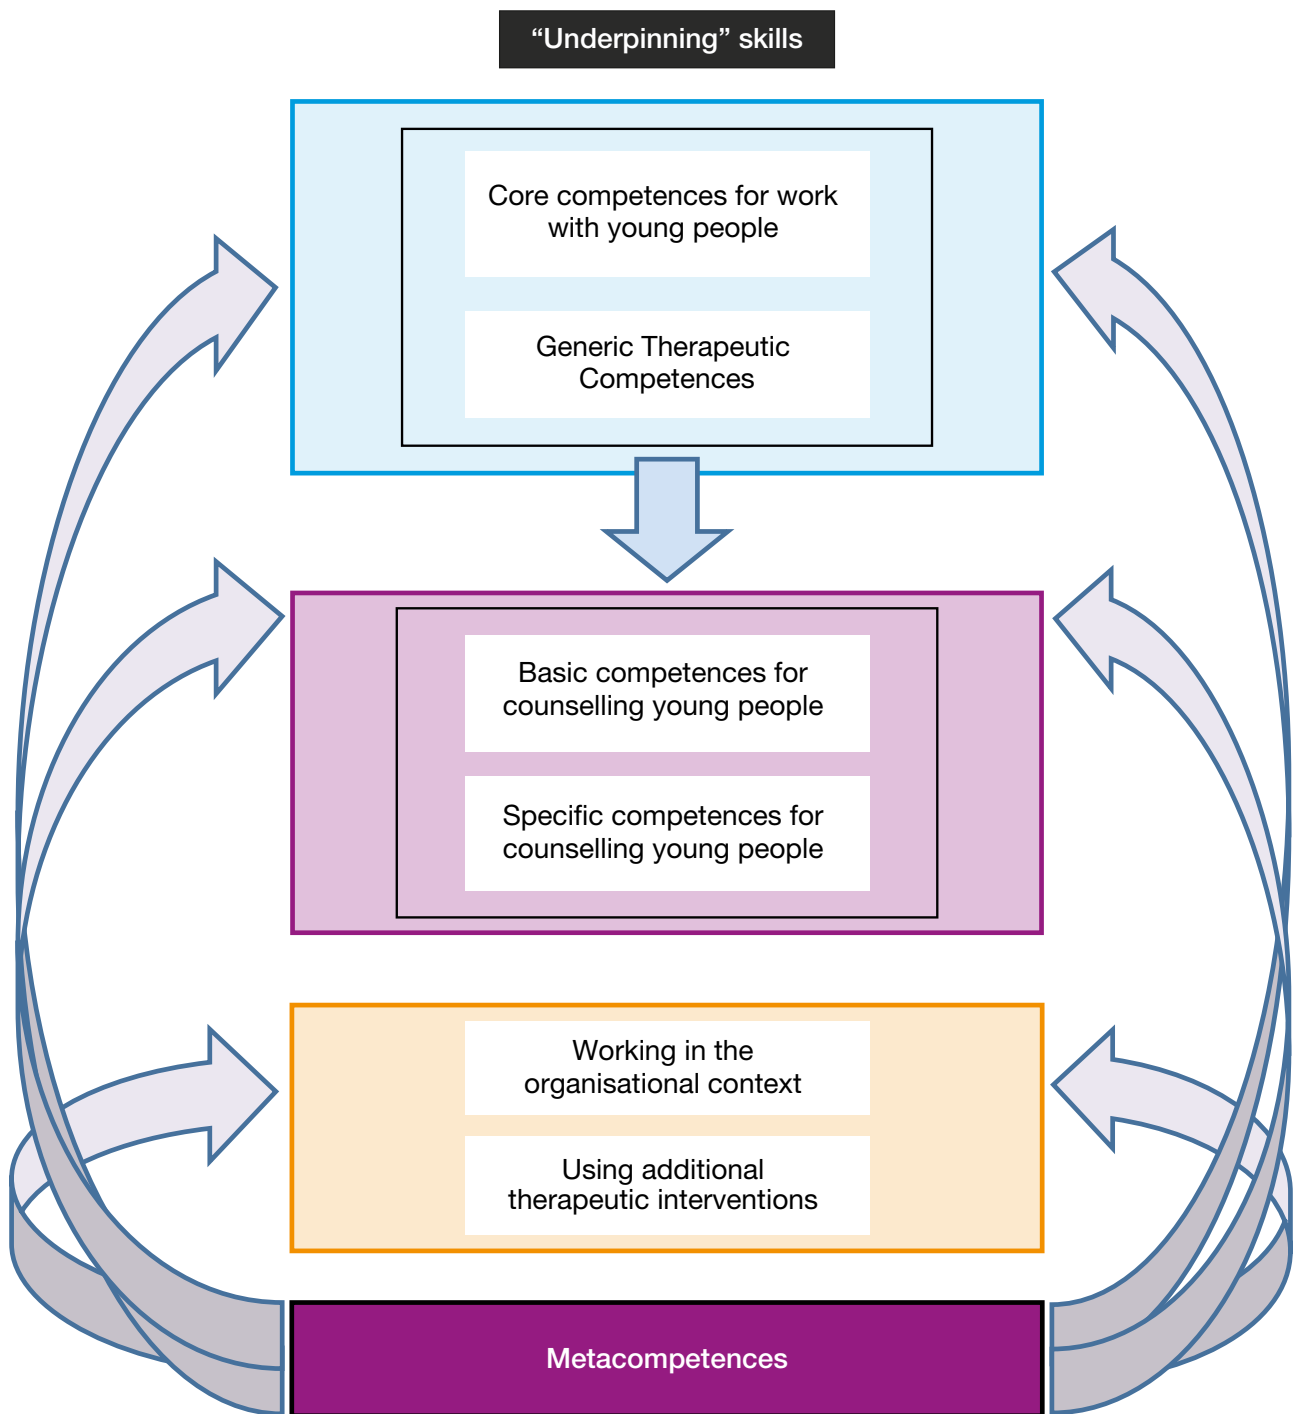 “Underpinning” skills
Core competences for work
with young people
Generic Therapeutic
Competences
Basic competences for
counselling young people
Specific competences for
counselling young people
Working in the
organisational context
Using additional
therapeutic interventions
Metacompetences